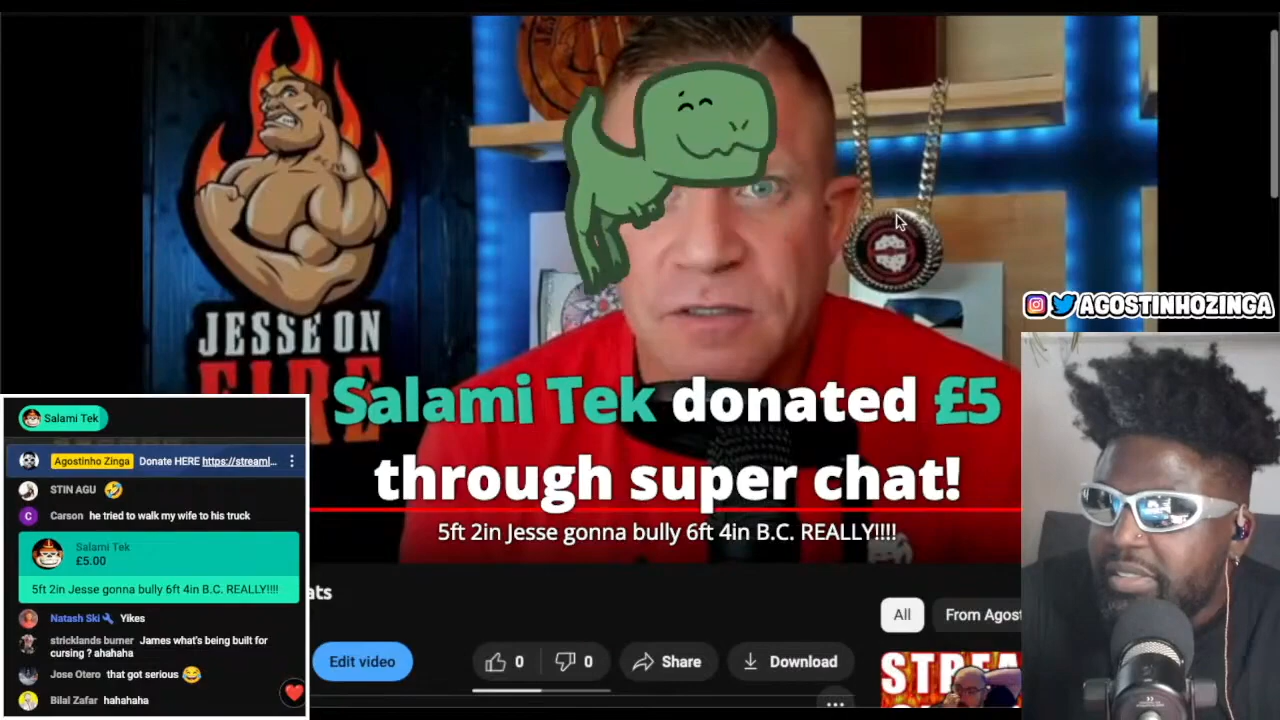 JESSE ON
FIRE
Salami Tek donated £5
through super chat!
5ft 2in Jesse gonna bully 6ft 4in B.C. REALLY!!!!
AGOSTINHOZINGA
Salami Tek
Agostinho Zinga Donate HERE https://streaml...
STIN AGU 🤣
C Carson he tried to walk my wife to his truck
Salami Tek
£5.00
5ft 2in Jesse gonna bully 6ft 4in B.C. REALLY!!!!
Natash Ski Yikes
stricklands burner James what's being built for
cursing ? ahahaha
Jose Otero that got serious 😂
Bilal Zafar hahahaha
ats
Edit video
0
0
Share
Download
All
From Agost
STREAM